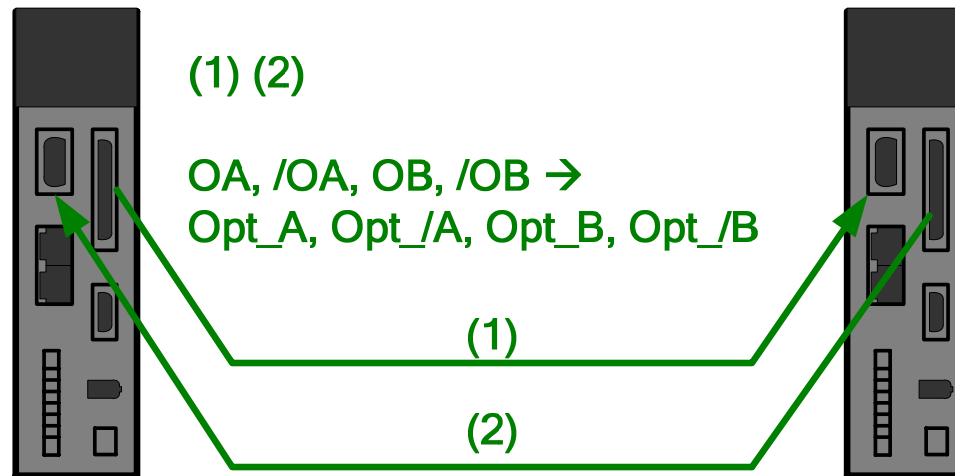 (1) (2)
OA, /OA, OB, /OB →
Opt_A, Opt_/A, Opt_B, Opt_/B
(1)
(2)